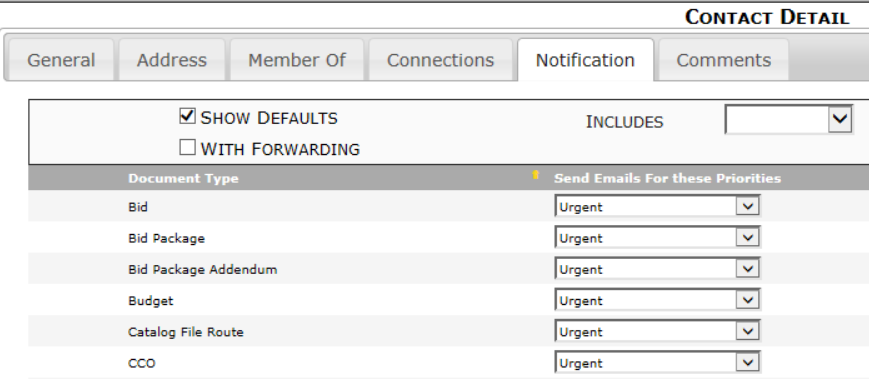 CONTACT DETAIL
General Address Member Of Connections Notification Comments
SHOW DEFAULTS INCLUDES
WITH FORWARDING
Document Type Send Emails For these Priorities
Bid Urgent
Bid Package Urgent
Bid Package Addendum Urgent
Budget Urgent
Catalog File Route Urgent
CCO Urgent